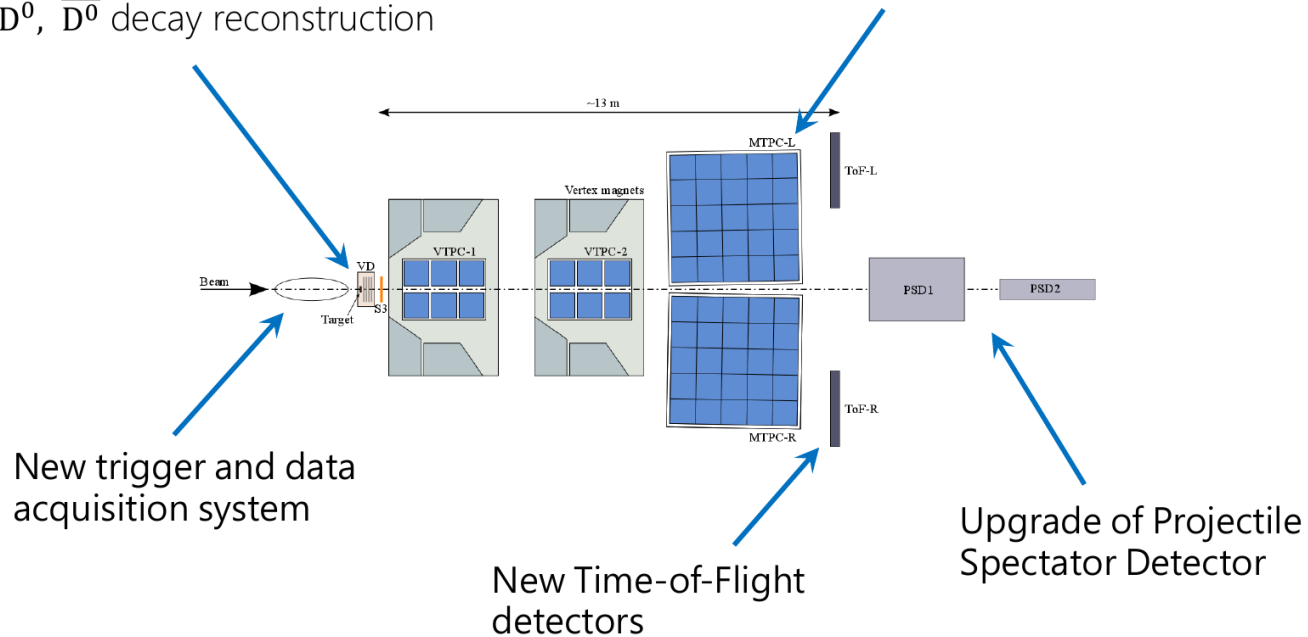 D⁰, D̅⁰ decay reconstruction
~13 m
MTPC-L
ToF-L
Vertex magnets
VTPC-1
VTPC-2
VD
Beam
Target
S3
PSD1
PSD2
ToF-R
MTPC-R
New trigger and data
acquisition system
New Time-of-Flight
detectors
Upgrade of Projectile
Spectator Detector